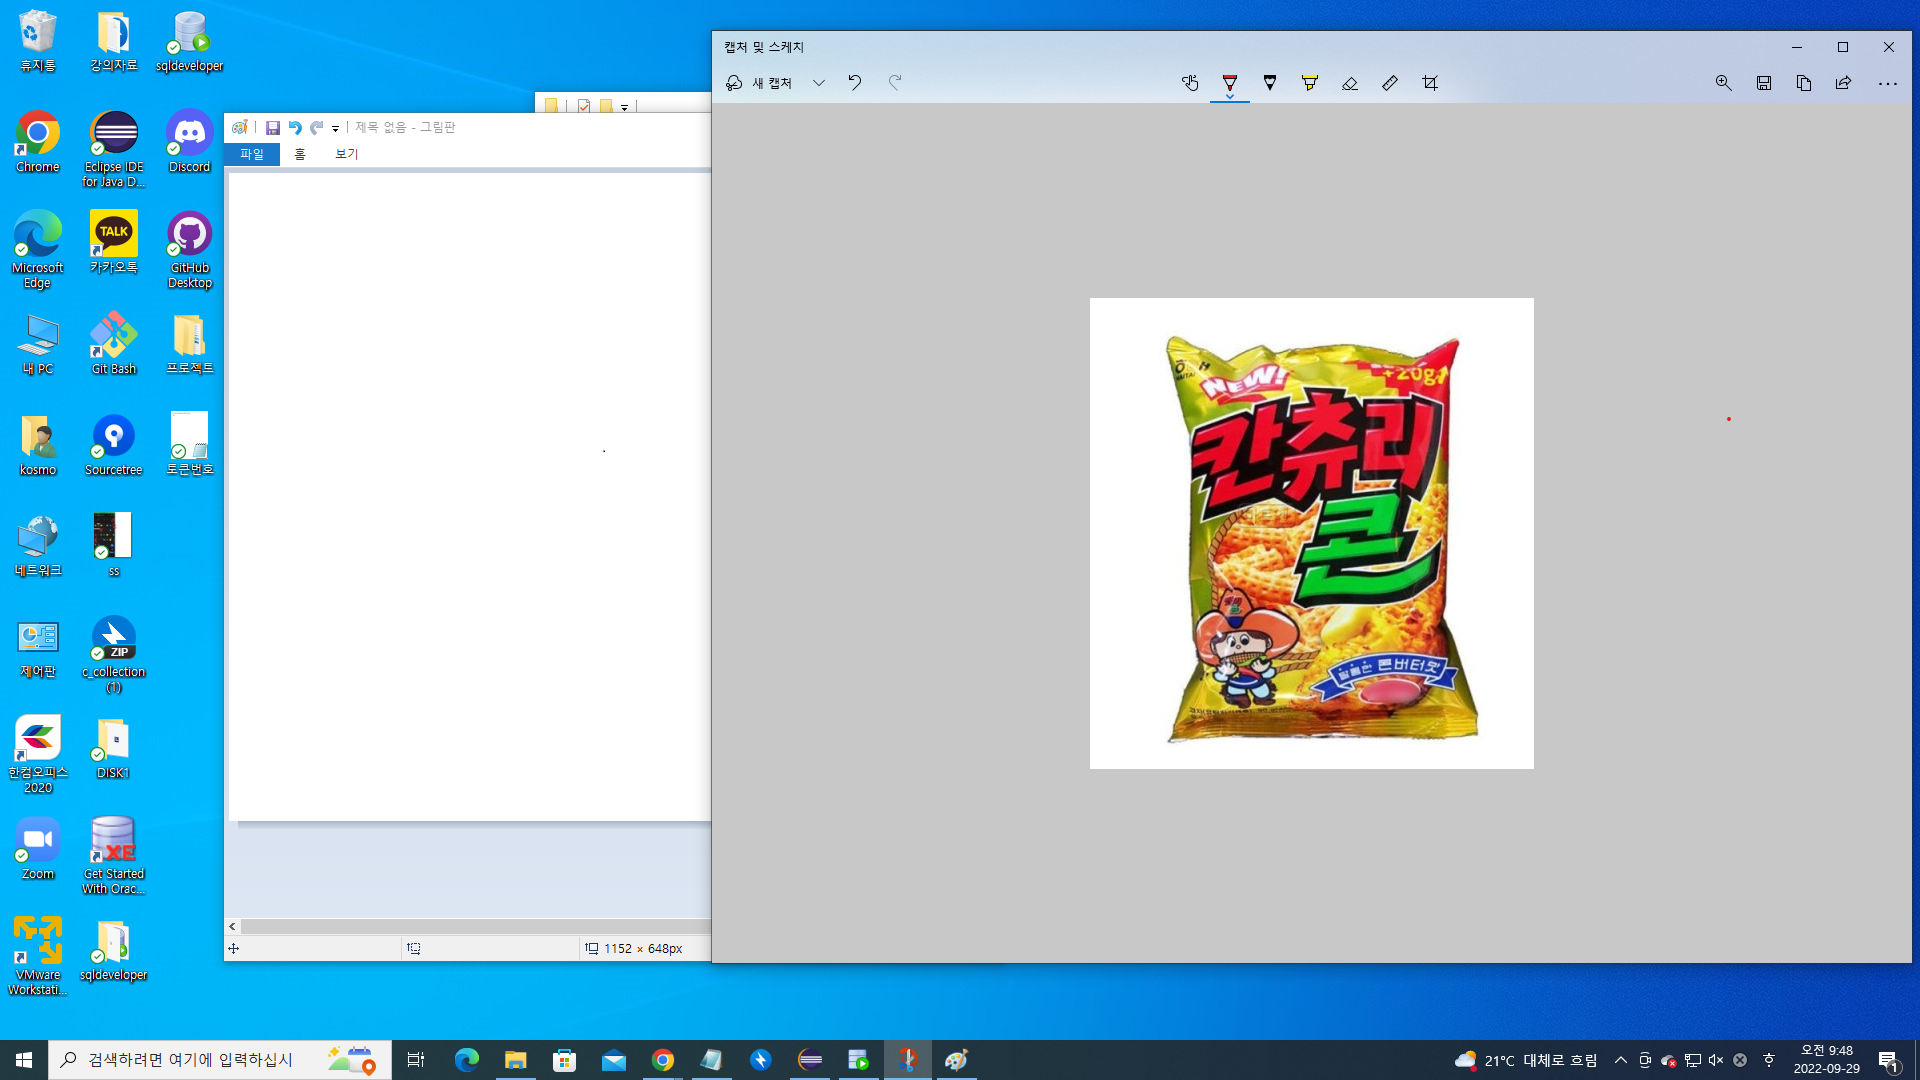 휴지통
강의자료
sqldeveloper
Chrome
Eclipse IDE
for Java D...
Discord
Microsoft
Edge
TALK
카카오톡
GitHub
Desktop
내 PC
Git Bash
프로젝트
kosmo
Sourcetree
토큰번호
네트워크
ss
제어판
ZIP
c_collection
(1)
한컴오피스
2020
DISK1
Zoom
XE
Get Started
With Orac...
VMware
Workstati...
sqldeveloper
제목 없음 - 그림판
파일
홈
보기
1152 × 648px
캡처 및 스케치
새 캡처
HAITAI
NEW!
+20g
칸츄리
콘
콘버터맛
검색하려면 여기에 입력하십시
21°C 대체로 흐림
오전 9:48
2022-09-29
1